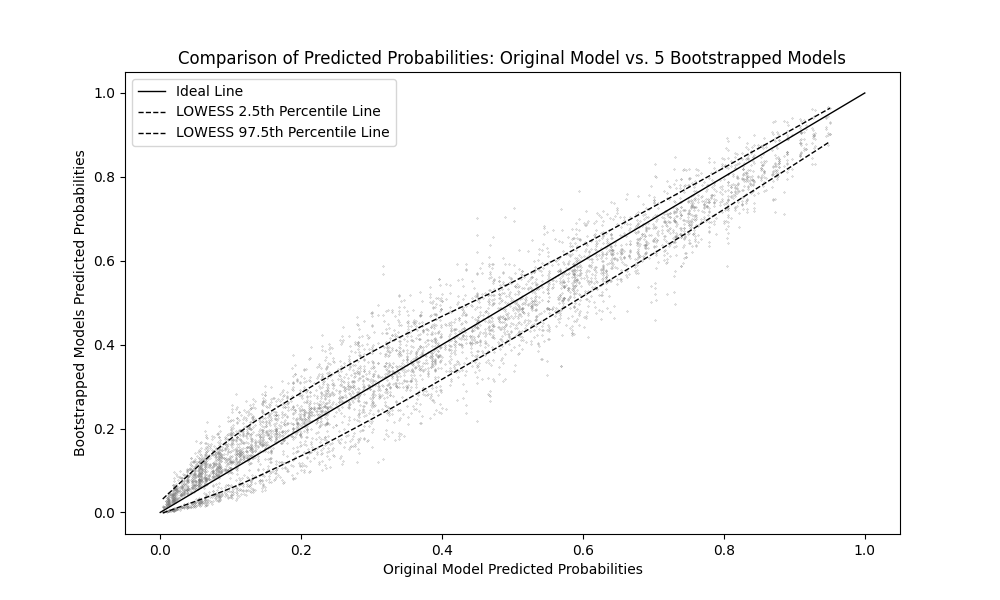 Comparison of Predicted Probabilities: Original Model vs. 5 Bootstrapped Models
Ideal Line
LOWESS 2.5th Percentile Line
LOWESS 97.5th Percentile Line
Bootstrapped Models Predicted Probabilities
1.0
0.8
0.6
0.4
0.2
0.0
0.0 0.2 0.4 0.6 0.8 1.0
Original Model Predicted Probabilities